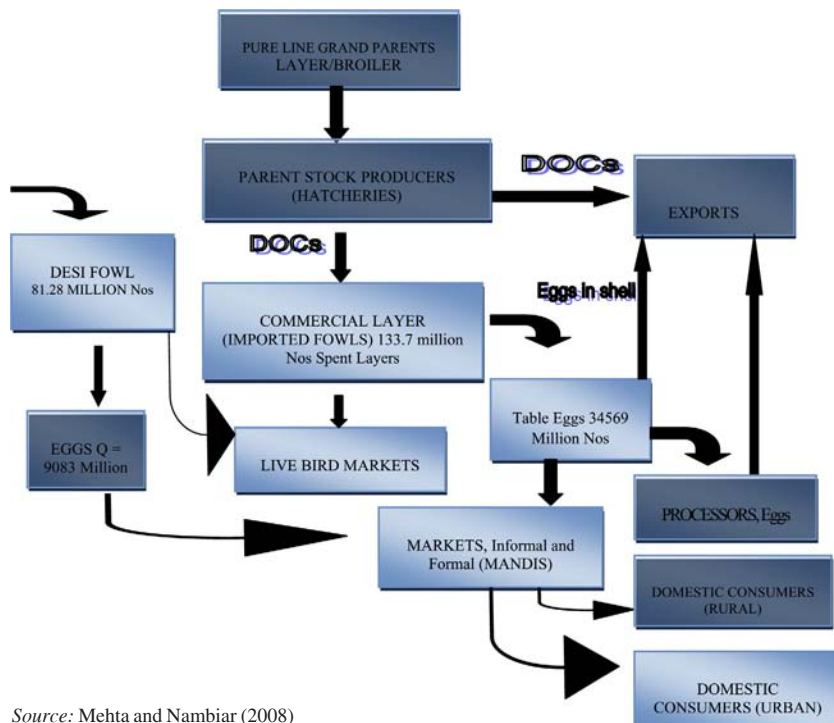 PURE LINE GRAND PARENTS
LAYER/BROILER
PARENT STOCK PRODUCERS
(HATCHERIES)
DOCs
EXPORTS
DOCs
DESI FOWL
81.28 MILLION Nos
Eggs in shell
COMMERCIAL LAYER
(IMPORTED FOWLS) 133.7 million
Nos Spent Layers
Table Eggs 34569
Million Nos
EGGS Q =
9083 Million
LIVE BIRD MARKETS
PROCESSORS, Eggs
MARKETS, Informal and
Formal (MANDIS)
DOMESTIC CONSUMERS
(RURAL)
DOMESTIC
CONSUMERS (URBAN)
Source: Mehta and Nambiar (2008)